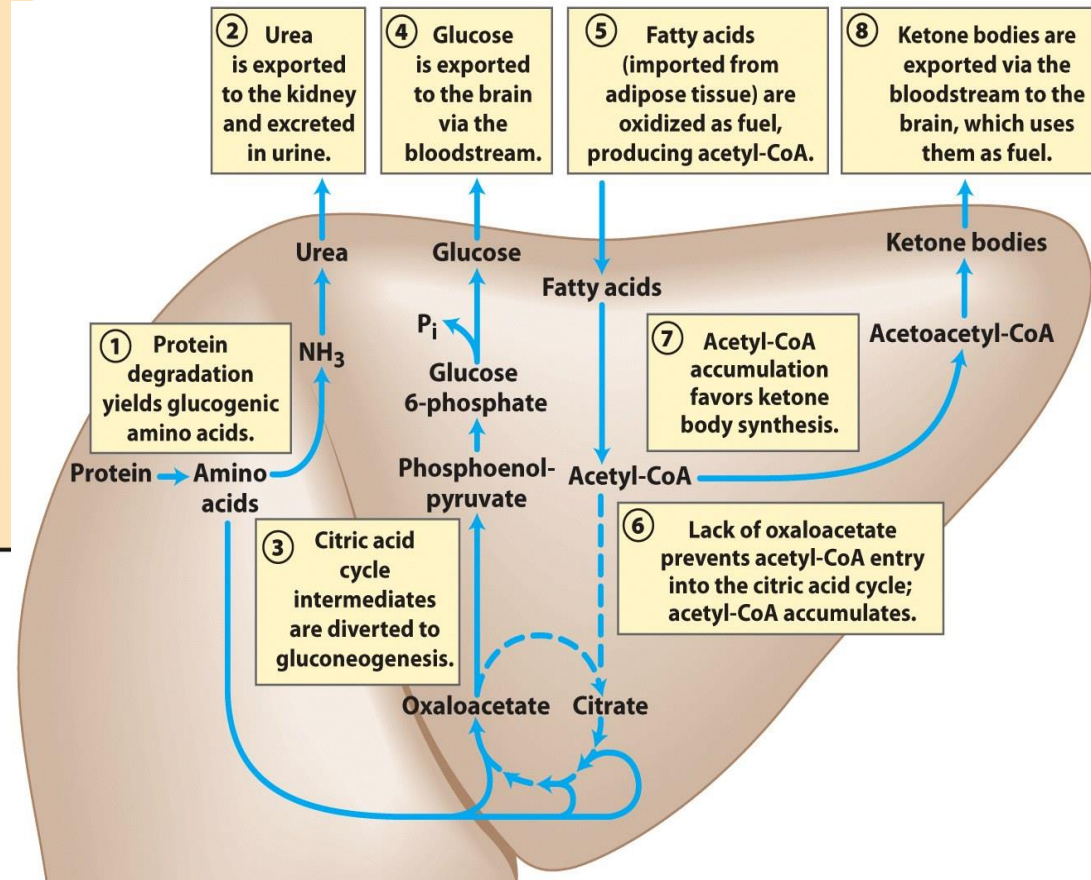 ② Urea
is exported
to the kidney
and excreted
in urine.
④ Glucose
is exported
to the brain
via the
bloodstream.
⑤ Fatty acids
(imported from
adipose tissue) are
oxidized as fuel,
producing acetyl-CoA.
⑧ Ketone bodies are
exported via the
bloodstream to the
brain, which uses
them as fuel.
Urea
Glucose
Fatty acids
Ketone bodies
① Protein
degradation
yields glucogenic
amino acids.
NH₃
Pᵢ
Glucose
6-phosphate
⑦ Acetyl-CoA
accumulation
favors ketone
body synthesis.
Acetoacetyl-CoA
Protein
Amino
acids
Phosphoenol-
pyruvate
Acetyl-CoA
③ Citric acid
cycle
intermediates
are diverted to
gluconeogenesis.
⑥ Lack of oxaloacetate
prevents acetyl-CoA entry
into the citric acid cycle;
acetyl-CoA accumulates.
Oxaloacetate
Citrate